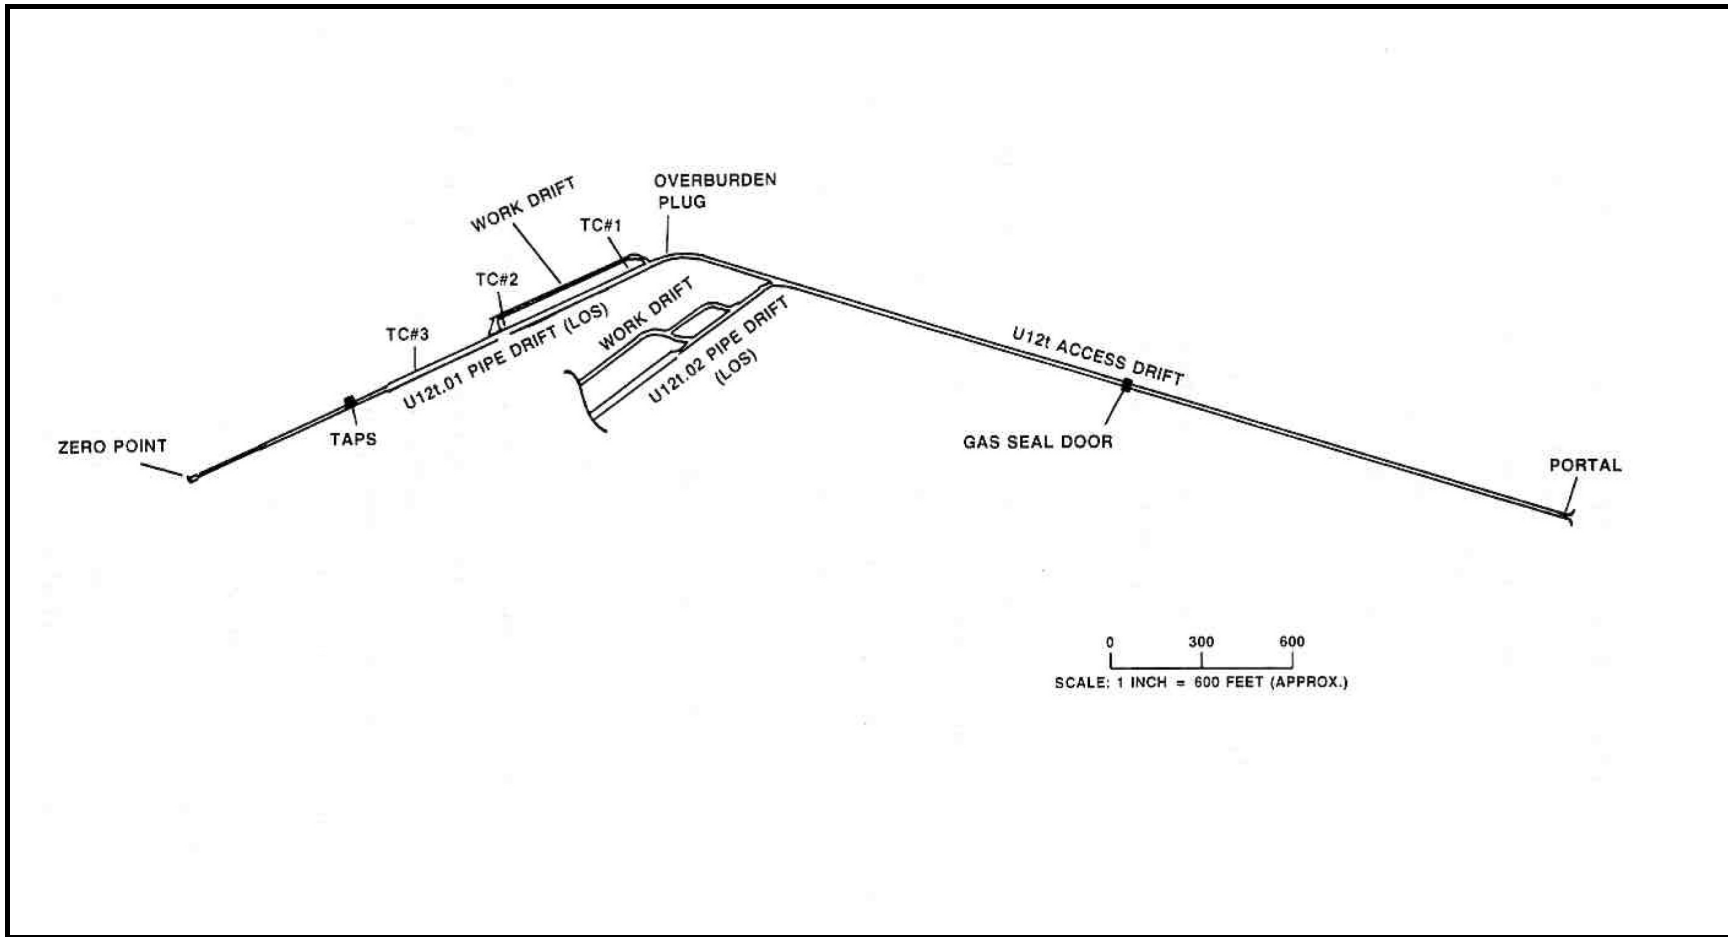 WORK DRIFT
OVERBURDEN
PLUG
TC#1
TC#2
TC#3
U12t.01 PIPE DRIFT (LOS)
WORK DRIFT
U12t.02 PIPE DRIFT
(LOS)
U12t ACCESS DRIFT
TAPS
ZERO POINT
GAS SEAL DOOR
PORTAL
0 300 600
SCALE: 1 INCH = 600 FEET (APPROX.)